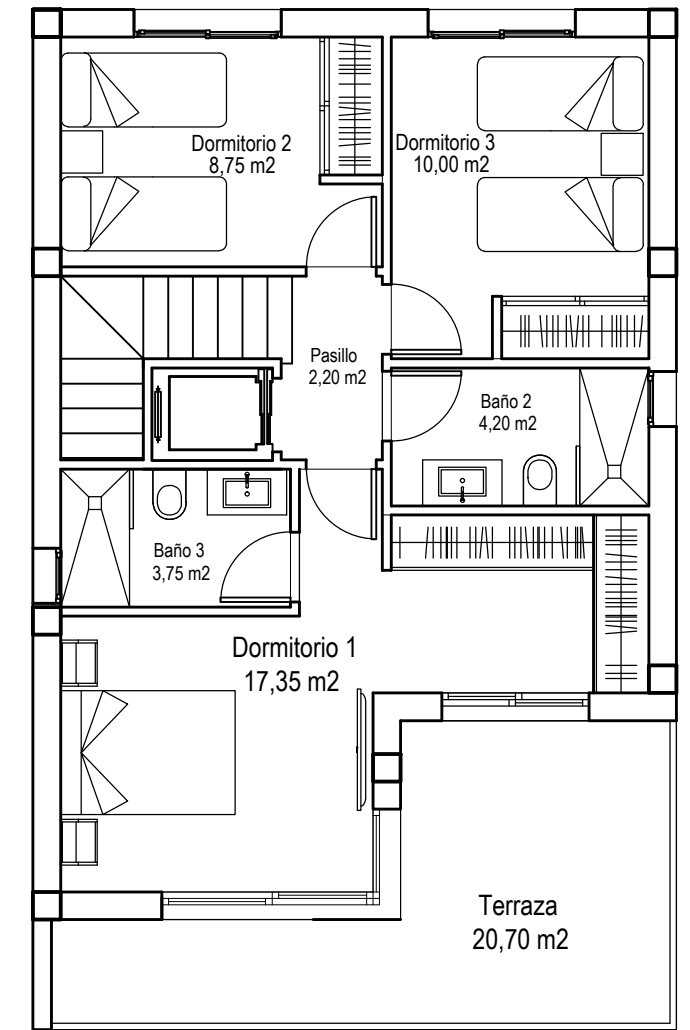 Dormitorio 2
8,75 m2
Dormitorio 3
10,00 m2
Pasillo
2,20 m2
Baño 2
4,20 m2
Baño 3
3,75 m2
Dormitorio 1
17,35 m2
Terraza
20,70 m2